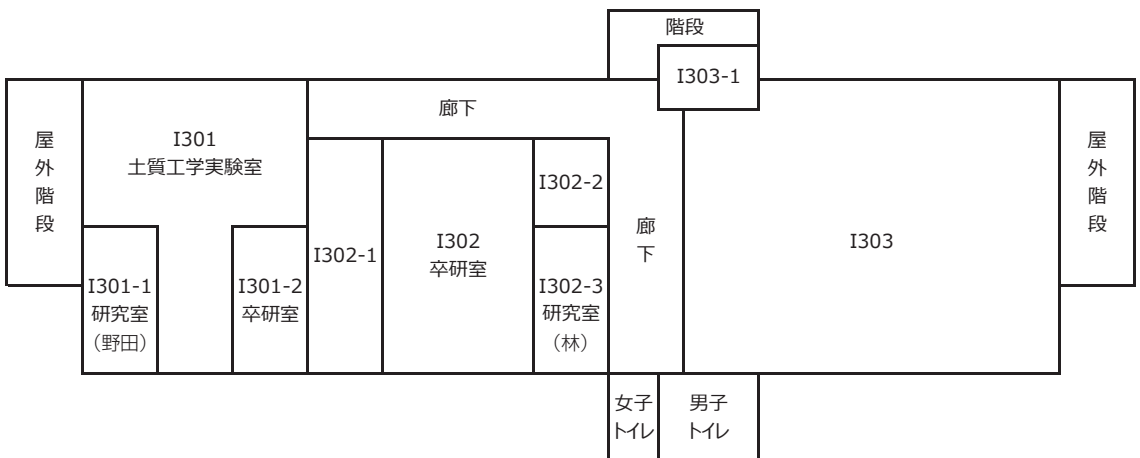 階段
I303-1
廊下
屋
外
階
段
I301
土質工学実験室
I302-2
廊
下
I302-1
I302
卒研室
I303
屋
外
階
段
I301-1
研究室
（野田）
I301-2
卒研室
I302-3
研究室
（林）
女子
トイレ
男子
トイレ